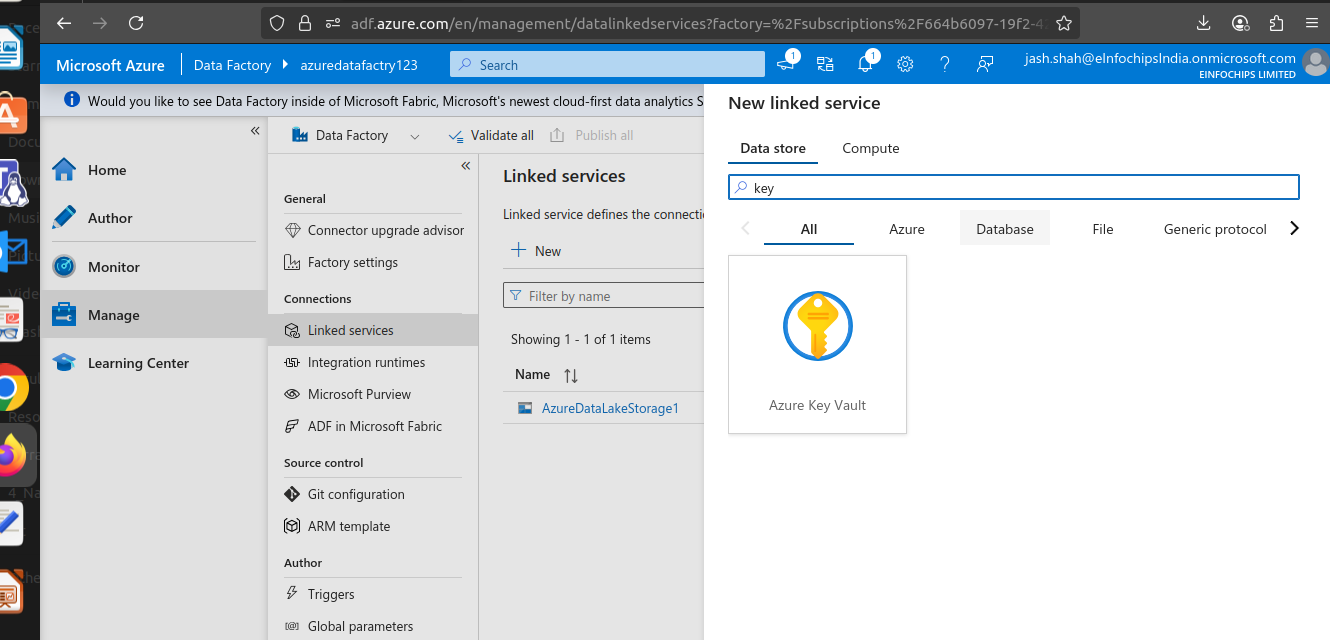 adf.azure.com/en/management/datalinkedservices?factory=%2Fsubscriptions%2F664b6097-19f2-4
Microsoft Azure
Data Factory
azuredatafactry123
Search
1
1
jash.shah@eInfochipsIndia.onmicrosoft.com
EINFOCHIPS LIMITED
Would you like to see Data Factory inside of Microsoft Fabric, Microsoft's newest cloud-first data analytics S
Home
Author
Monitor
Manage
Learning Center
Data Factory
Validate all
Publish all
General
Connector upgrade advisor
Factory settings
Connections
Linked services
Integration runtimes
Microsoft Purview
ADF in Microsoft Fabric
Source control
Git configuration
ARM template
Author
Triggers
Global parameters
Linked services
Linked service defines the connecti
New
Filter by name
Showing 1 - 1 of 1 items
Name
AzureDataLakeStorage1
New linked service
Data store
Compute
key
All
Azure
Database
File
Generic protocol
Azure Key Vault